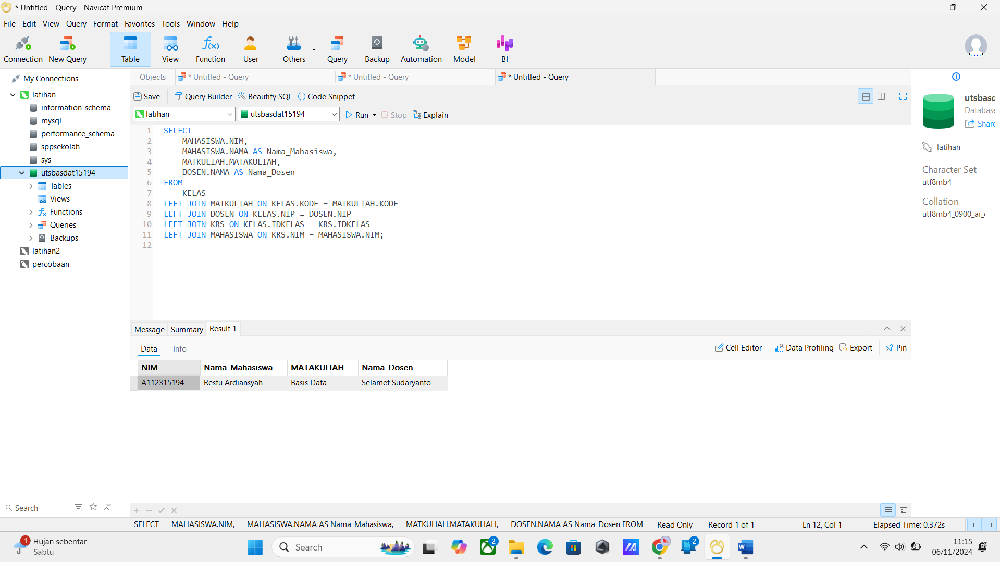 * Untitled - Query - Navicat Premium
File Edit View Query Format Favorites Tools Window Help
Connection New Query Table View Function User Others Query Backup Automation Model BI
My Connections
latihan
information_schema
mysql
performance_schema
sppsekolah
sys
utsbasdat15194
Tables
Views
Functions
Queries
Backups
latihan2
percobaan
Search
Objects * Untitled - Query * Untitled - Query * Untitled - Query
Save Query Builder Beautify SQL () Code Snippet
latihan utsbasdat15194 Run Stop Explain
1 SELECT
2 MAHASISWA.NIM,
3 MAHASISWA.NAMA AS Nama_Mahasiswa,
4 MATKULIAH.MATAKULIAH,
5 DOSEN.NAMA AS Nama_Dosen
6 FROM
7 KELAS
8 LEFT JOIN MATKULIAH ON KELAS.KODE = MATKULIAH.KODE
9 LEFT JOIN DOSEN ON KELAS.NIP = DOSEN.NIP
10 LEFT JOIN KRS ON KELAS.IDKELAS = KRS.IDKELAS
11 LEFT JOIN MAHASISWA ON KRS.NIM = MAHASISWA.NIM;
12
Message Summary Result 1
Data Info Cell Editor Data Profiling Export Pin
NIM Nama_Mahasiswa MATAKULIAH Nama_Dosen
A112315194 Restu Ardiansyah Basis Data Selamet Sudaryanto
SELECT MAHASISWA.NIM, MAHASISWA.NAMA AS Nama_Mahasiswa, MATKULIAH.MATAKULIAH, DOSEN.NAMA AS Nama_Dosen FROM Read Only Record 1 of 1 Ln 12, Col 1 Elapsed Time: 0.372s
utsbasd
Database
Share
latihan
Character Set
utf8mb4
Collation
utf8mb4_0900_ai_
1 Hujan sebentar
Sabtu
Search
2
2
11:15
06/11/2024